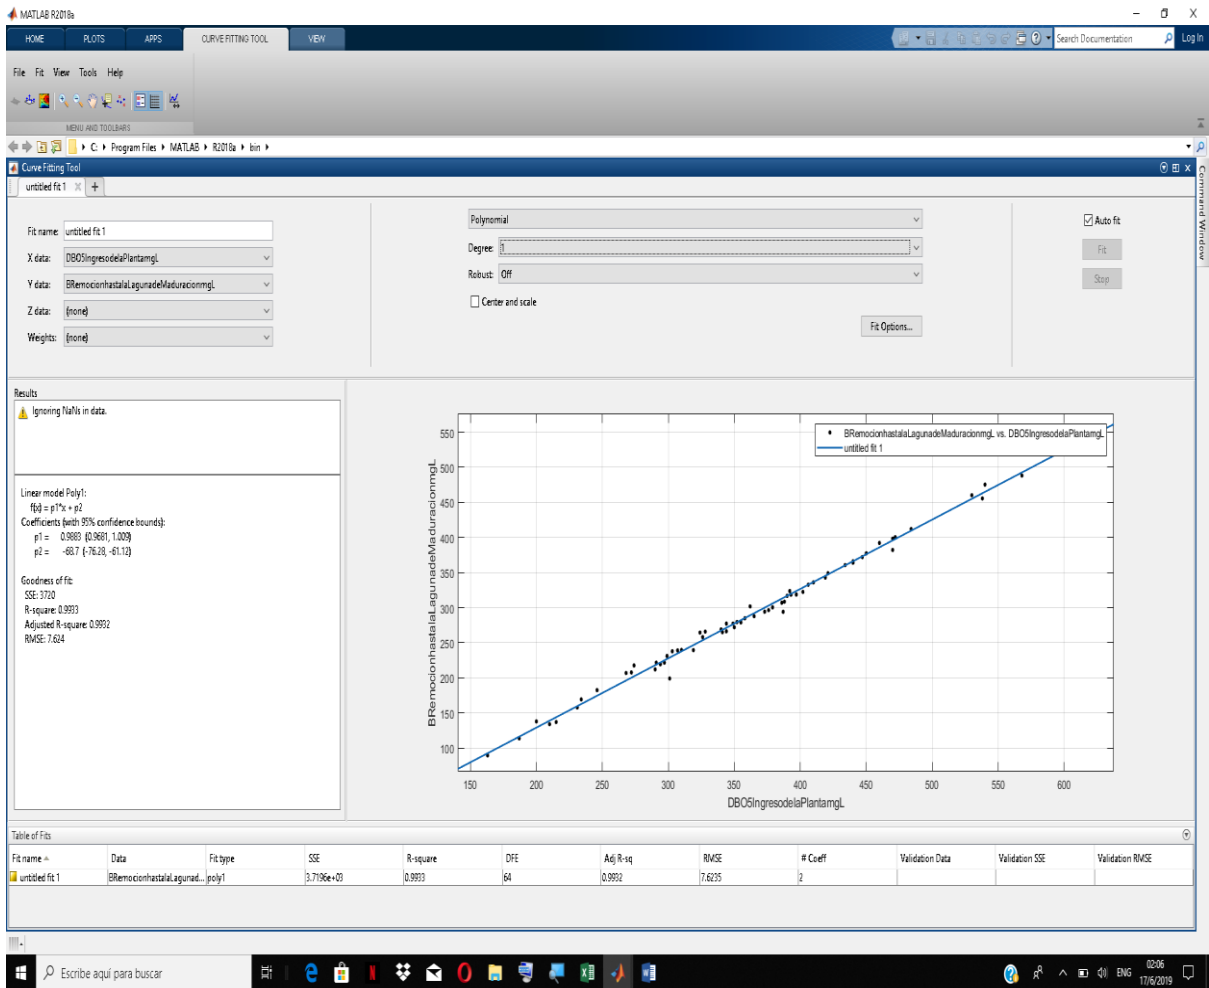 MATLAB R2018a
HOME PLOTS APPS CURVE FITTING TOOL VIEW
Search Documentation Log In
File Fit View Tools Help
MENU AND TOOLBARS
C: Program Files MATLAB R2018a bin
Curve Fitting Tool
Command Window
untitled fit 1
Fit name: untitled fit 1
X data: DBO5IngresodelaPlantamgL
Y data: BRemocionhastalaLagunadeMaduracionmgL
Z data: (none)
Weights: (none)
Polynomial
Degree: 1
Robust: Off
Center and scale
Fit Options...
Auto fit
Fit
Stop
Results
Ignoring NaNs in data.
Linear model Poly1:
f(x) = p1*x + p2
Coefficients (with 95% confidence bounds):
p1 = 0.9883 (0.9681, 1.009)
p2 = -68.7 (-76.28, -61.12)
Goodness of fit:
SSE: 3720
R-square: 0.9933
Adjusted R-square: 0.9932
RMSE: 7.624
BRemocionhastalaLagunadeMaduracionmgL vs. DBO5IngresodelaPlantamgL
untitled fit 1
BRemocionhastalaLagunadeMaduracionmgL
550
500
450
400
350
300
250
200
150
100
150 200 250 300 350 400 450 500 550 600
DBO5IngresodelaPlantamgL
Table of Fits
Fit name Data Fit type SSE R-square DFE Adj R-sq RMSE # Coeff Validation Data Validation SSE Validation RMSE
untitled fit 1 BRemocionhastalaLagunad... poly1 3.7196e+03 0.9933 64 0.9932 7.6235 2
Escribe aquí para buscar
ENG
02:06
17/6/2019